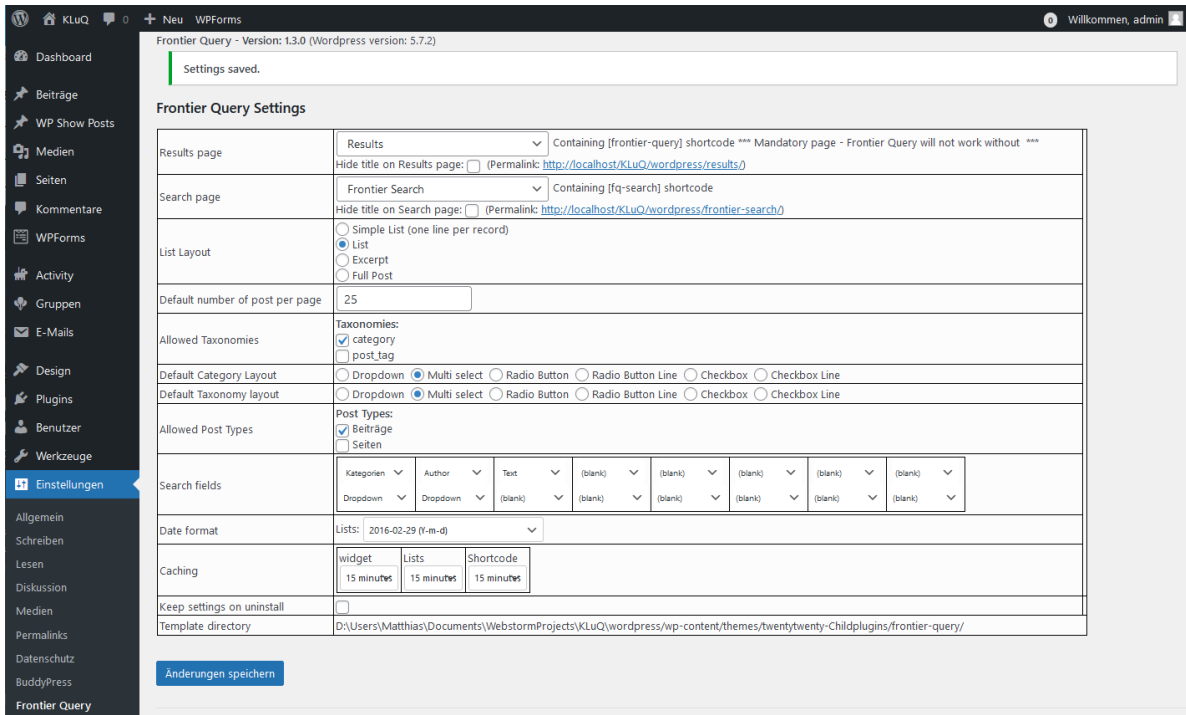 KLuQ 0 + Neu WPForms 0 Willkommen, admin
Dashboard
Beiträge
WP Show Posts
Medien
Seiten
Kommentare
WPForms
Activity
Gruppen
E-Mails
Design
Plugins
Benutzer
Werkzeuge
Einstellungen
Allgemein
Schreiben
Lesen
Diskussion
Medien
Permalinks
Datenschutz
BuddyPress
Frontier Query
Frontier Query - Version: 1.3.0 (Wordpress version: 5.7.2)
Settings saved.
Frontier Query Settings
Results page
Results Containing [frontier-query] shortcode *** Mandatory page - Frontier Query will not work without ***
Hide title on Results page: (Permalink: http://localhost/KLuQ/wordpress/results/)
Search page
Frontier Search Containing [fq-search] shortcode
Hide title on Search page: (Permalink: http://localhost/KLuQ/wordpress/frontier-search/)
List Layout
Simple List (one line per record)
List
Excerpt
Full Post
Default number of post per page 25
Allowed Taxonomies
Taxonomies:
category
post_tag
Default Category Layout Dropdown Multi select Radio Button Radio Button Line Checkbox Checkbox Line
Default Taxonomy layout Dropdown Multi select Radio Button Radio Button Line Checkbox Checkbox Line
Allowed Post Types
Post Types:
Beiträge
Seiten
Search fields
Kategorien Author Text (blank) (blank) (blank) (blank) (blank)
Dropdown Dropdown (blank) (blank) (blank) (blank) (blank) (blank)
Date format Lists: 2016-02-29 (Y-m-d)
Caching
widget Lists Shortcode
15 minutes 15 minutes 15 minutes
Keep settings on uninstall
Template directory D:\Users\Matthias\Documents\WebstormProjects\KLuQ\wordpress/wp-content/themes/twentytwenty-Childplugins/frontier-query/
Änderungen speichern